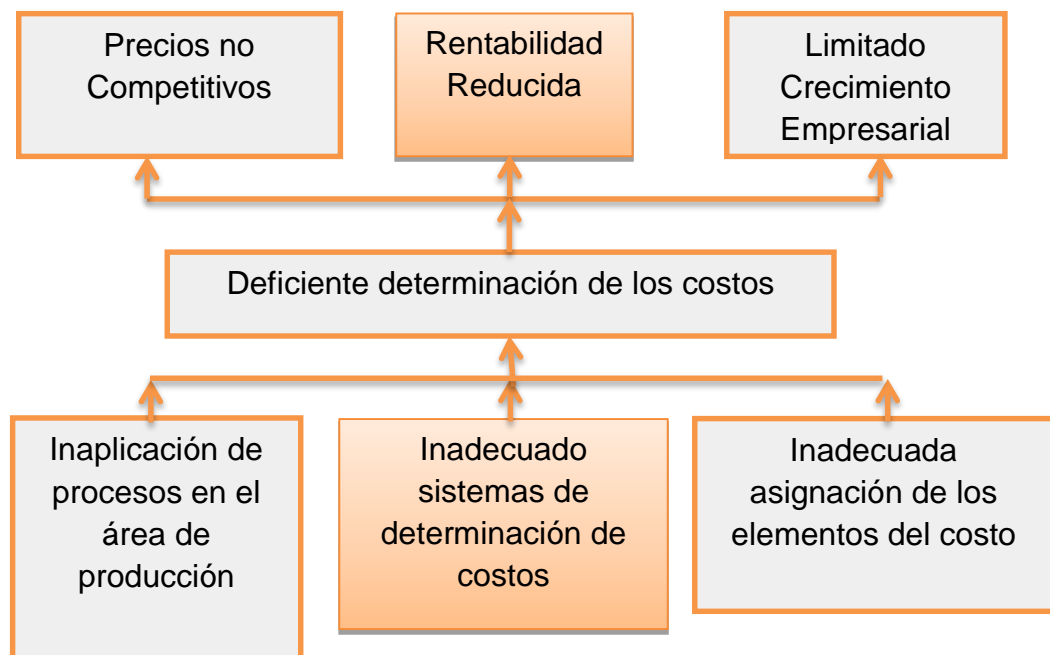 Precios no
Competitivos
Rentabilidad
Reducida
Limitado
Crecimiento
Empresarial
Deficiente determinación de los costos
Inaplicación de
procesos en el
área de
producción
Inadecuado
sistemas de
determinación de
costos
Inadecuada
asignación de los
elementos del costo